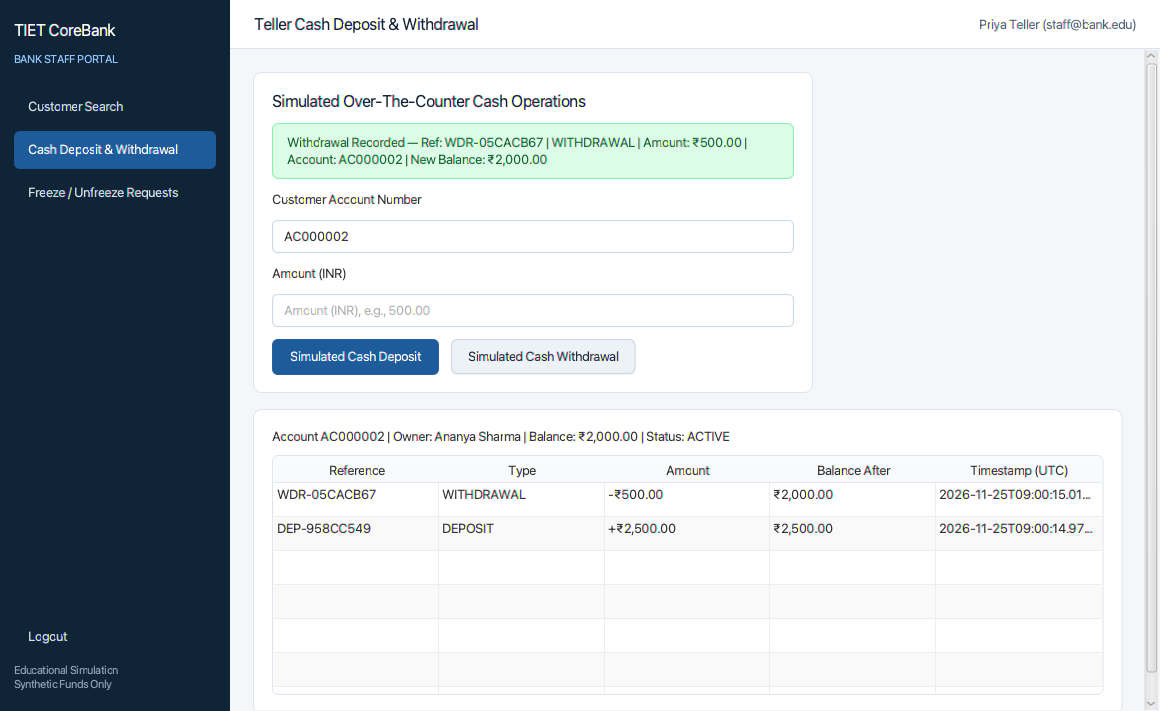 TIET CoreBank
BANK STAFF PORTAL
Customer Search
Cash Deposit & Withdrawal
Freeze / Unfreeze Requests
Logout
Educational Simulation
Synthetic Funds Only
Teller Cash Deposit & Withdrawal
Priya Teller (staff@bank.edu)
Simulated Over-The-Counter Cash Operations
Withdrawal Recorded — Ref: WDR-05CACB67 | WITHDRAWAL | Amount: ₹500.00 |
Account: AC000002 | New Balance: ₹2,000.00
Customer Account Number
AC000002
Amount (INR)
Amount (INR), e.g., 500.00
Simulated Cash Deposit
Simulated Cash Withdrawal
Account AC000002 | Owner: Ananya Sharma | Balance: ₹2,000.00 | Status: ACTIVE
Reference Type Amount Balance After Timestamp (UTC)
WDR-05CACB67 WITHDRAWAL -₹500.00 ₹2,000.00 2026-11-25T09:00:15.01...
DEP-958CC549 DEPOSIT +₹2,500.00 ₹2,500.00 2026-11-25T09:00:14.97...